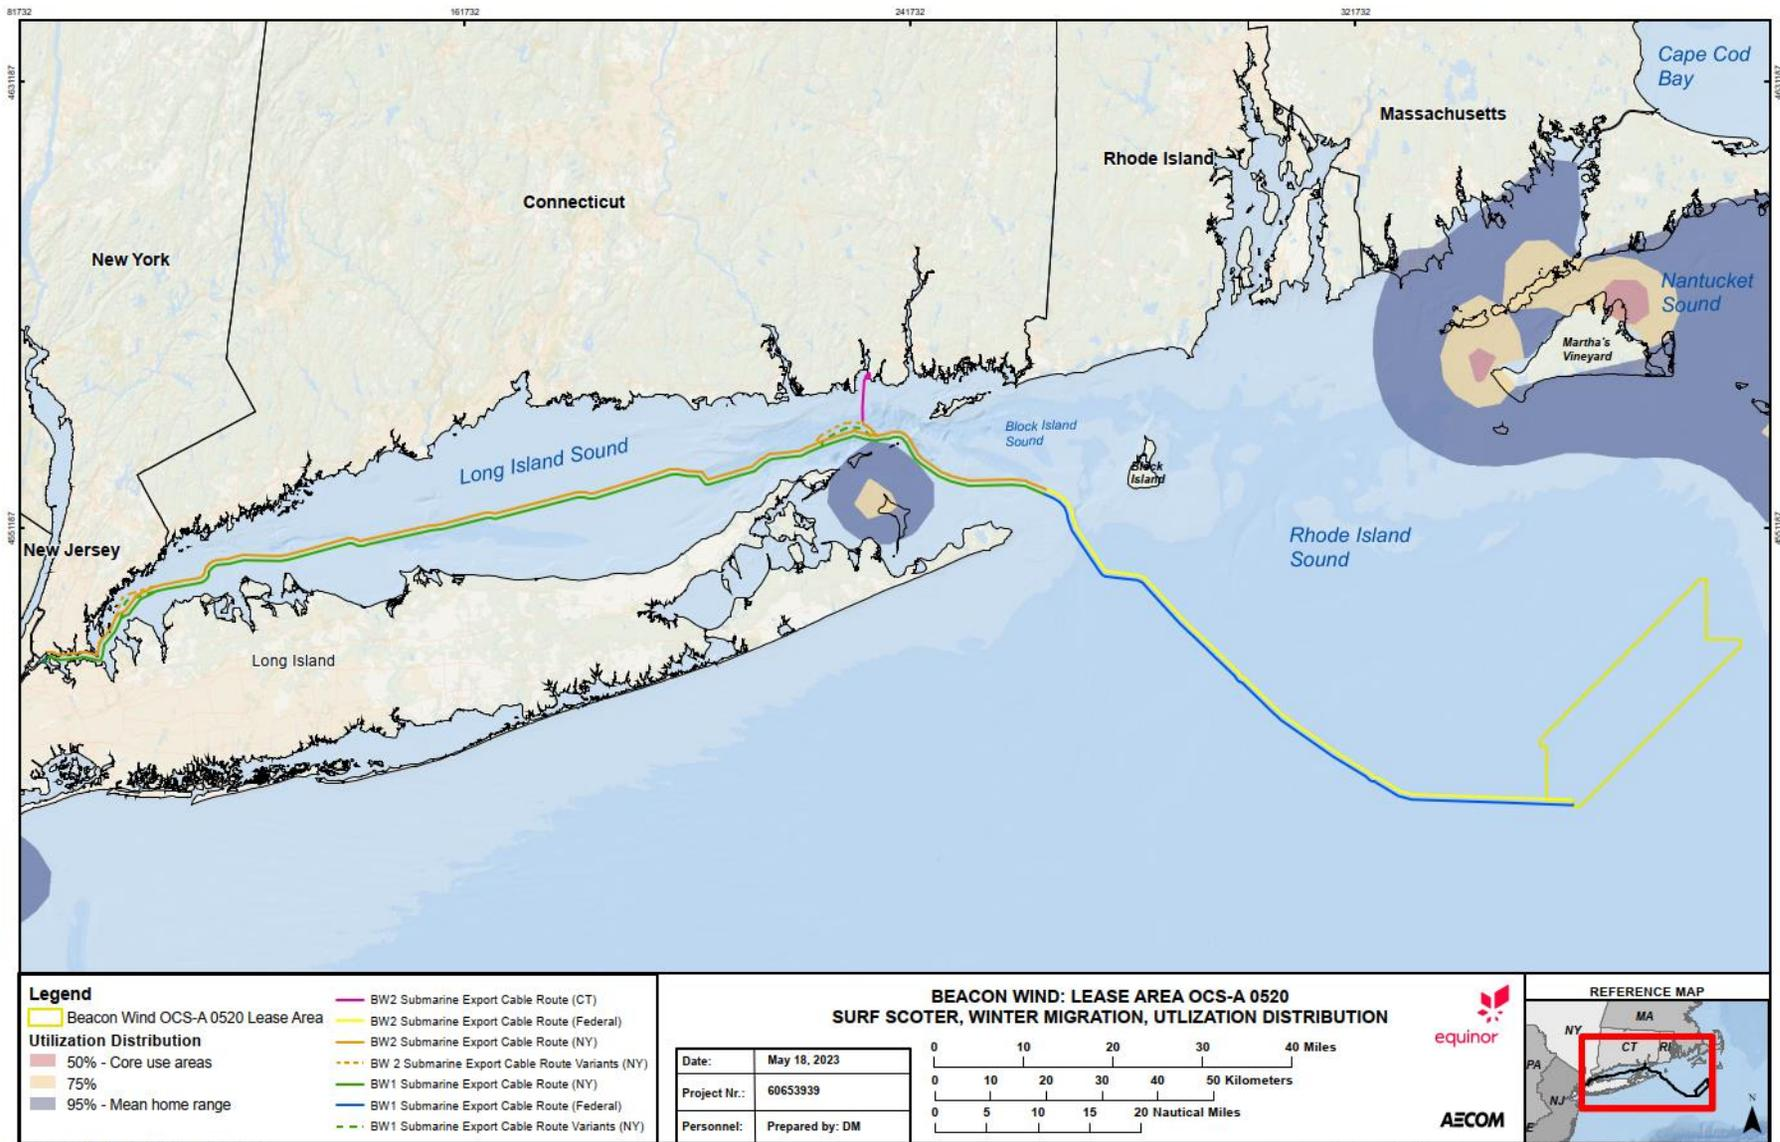 81732
161732
241732
321732
4631187
4631187
Cape Cod
Bay
Massachusetts
Rhode Island
Connecticut
New York
Nantucket
Sound
Martha's
Vineyard
Block Island
Sound
Long Island Sound
Block
Island
4551187
4551187
New Jersey
Rhode Island
Sound
Long Island
Legend
Beacon Wind OCS-A 0520 Lease Area
Utilization Distribution
50% - Core use areas
75%
95% - Mean home range
BW2 Submarine Export Cable Route (CT)
BW2 Submarine Export Cable Route (Federal)
BW2 Submarine Export Cable Route (NY)
BW 2 Submarine Export Cable Route Variants (NY)
BW1 Submarine Export Cable Route (NY)
BW1 Submarine Export Cable Route (Federal)
BW1 Submarine Export Cable Route Variants (NY)
BEACON WIND: LEASE AREA OCS-A 0520
SURF SCOTER, WINTER MIGRATION, UTLIZATION DISTRIBUTION
Date: May 18, 2023
Project Nr.: 60653939
Personnel: Prepared by: DM
0 10 20 30 40 Miles
0 10 20 30 40 50 Kilometers
0 5 10 15 20 Nautical Miles
equinor
AECOM
REFERENCE MAP
MA
NY
CT
RI
PA
NJ
N